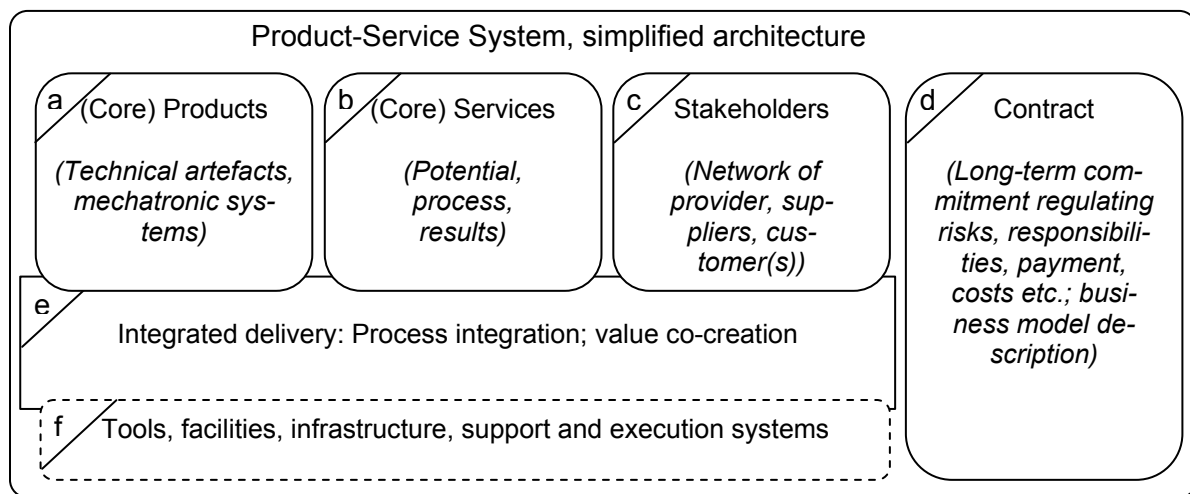 Product-Service System, simplified architecture
a
(Core) Products
(Technical artefacts,
mechatronic sys-
tems)
b
(Core) Services
(Potential,
process,
results)
c
Stakeholders
(Network of
provider, sup-
pliers, cus-
tomer(s))
d
Contract
(Long-term com-
mitment regulating
risks, responsibili-
ties, payment,
costs etc.; busi-
ness model de-
scription)
e
Integrated delivery: Process integration; value co-creation
f
Tools, facilities, infrastructure, support and execution systems